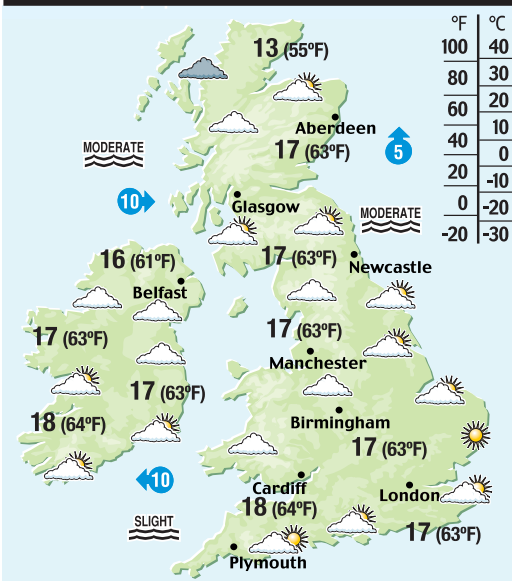 ºF ºC
100 40
80 30
60 20
40 10
20 0
0 -10
-20 -20
-30
13 (55ºF)
Aberdeen
17 (63ºF)
MODERATE
5
10
Glasgow
MODERATE
17 (63ºF)
Newcastle
16 (61ºF)
Belfast
17 (63ºF)
17 (63ºF)
Manchester
17 (63ºF)
18 (64ºF)
Birmingham
17 (63ºF)
10
Cardiff
18 (64ºF)
London
SLIGHT
17 (63ºF)
Plymouth